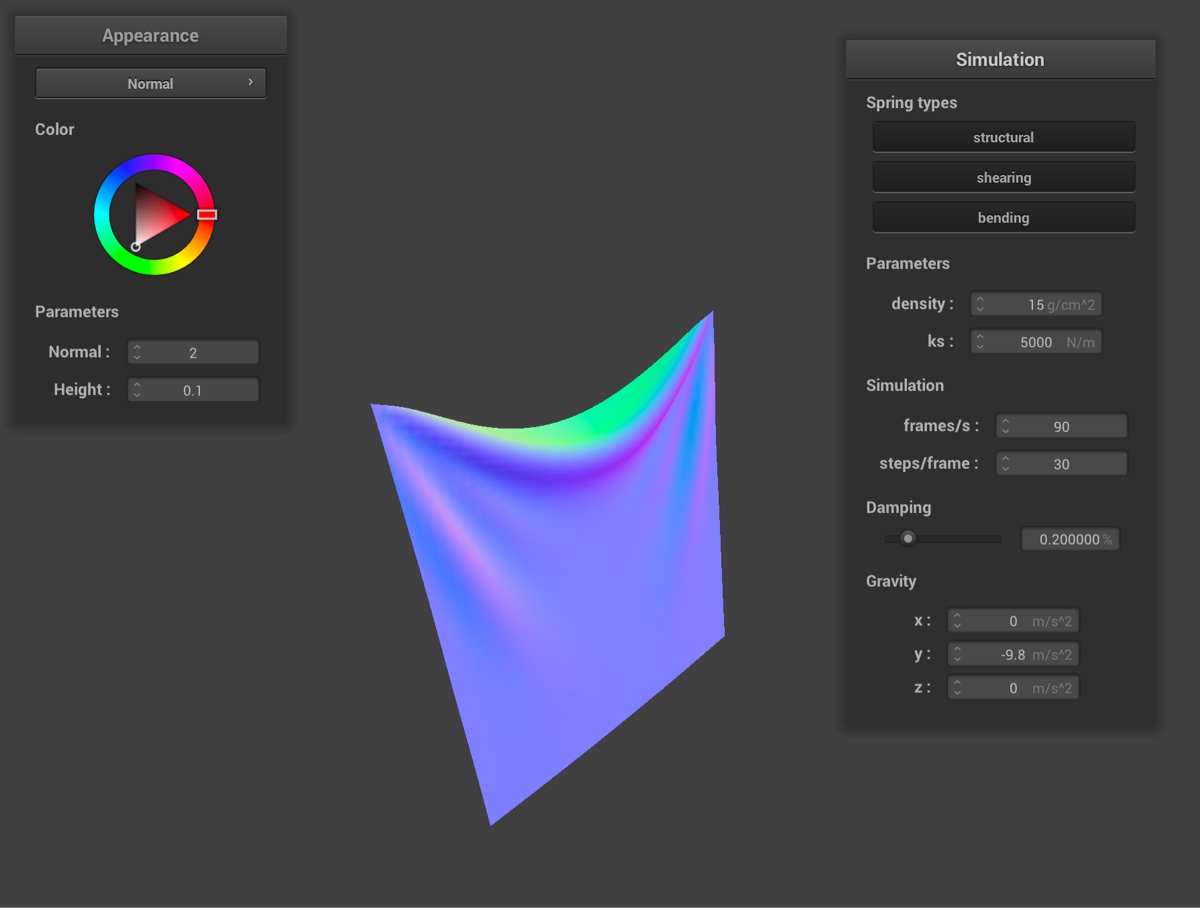 Appearance
Normal
Color
Parameters
Normal : 2
Height : 0.1
Simulation
Spring types
structural
shearing
bending
Parameters
density : 15 g/cm^2
ks : 5000 N/m
Simulation
frames/s : 90
steps/frame : 30
Damping
0.200000 %
Gravity
x : 0 m/s^2
y : -9.8 m/s^2
z : 0 m/s^2